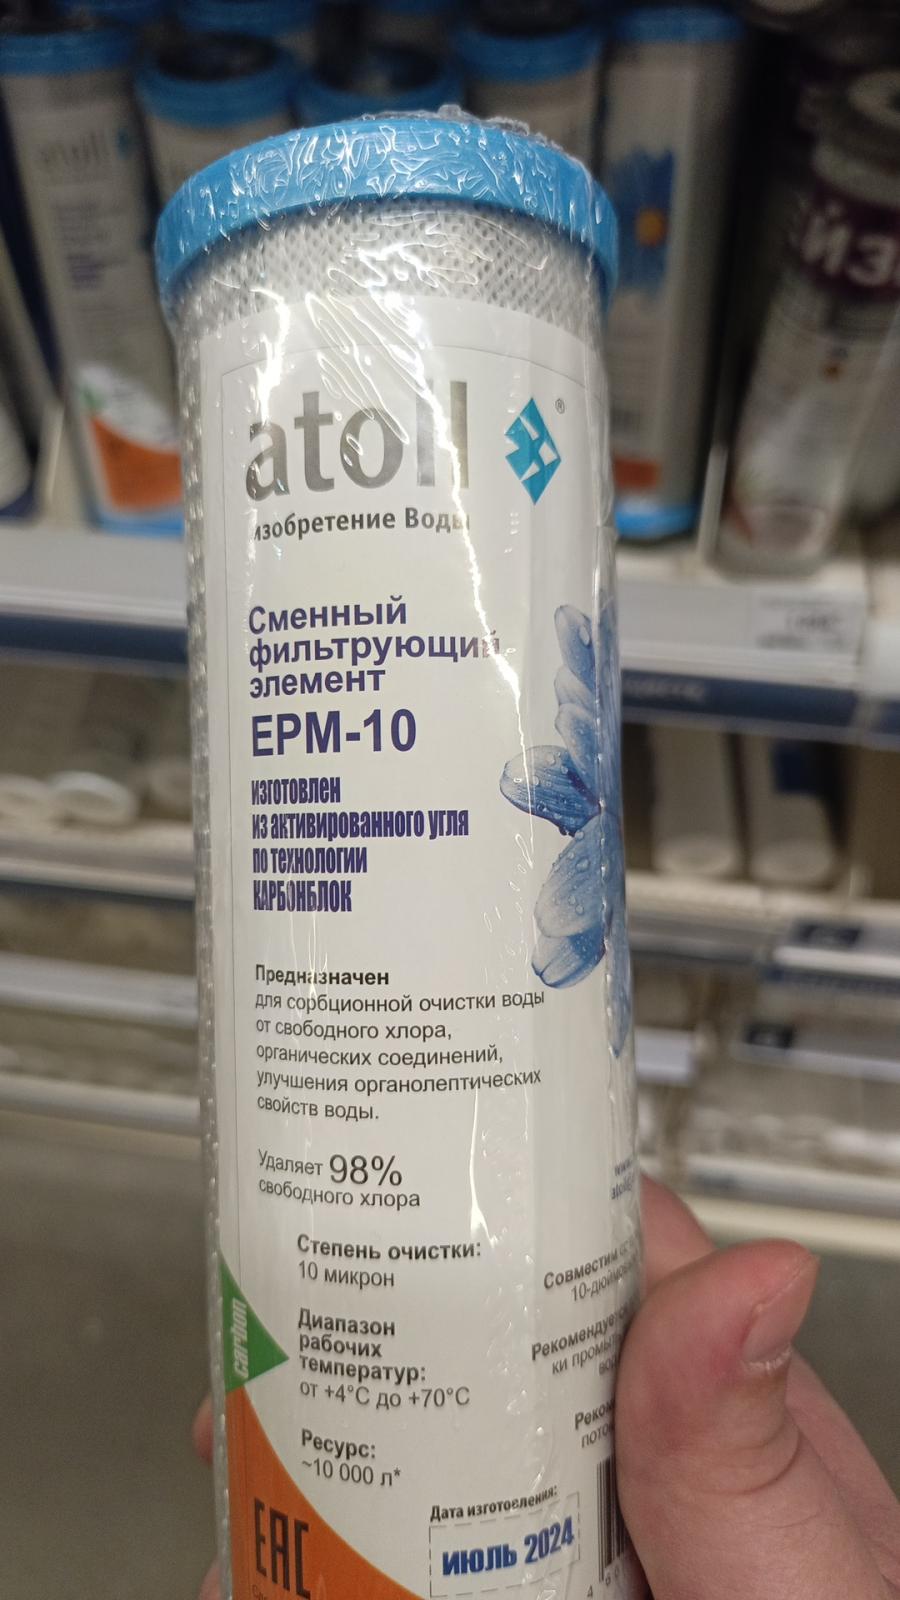 atoll
®
изобретение Воды
Сменный
фильтрующий
элемент
EPM-10
изготовлен
из активированного угля
по технологии
КАРБОНБЛОК
Предназначен
для сорбционной очистки воды
от свободного хлора,
органических соединений,
улучшения органолептических
свойств воды.
Удаляет 98%
свободного хлора
Степень очистки:
10 микрон
Диапазон
рабочих
температур:
от +4°C до +70°C
Ресурс:
~10 000 л*
carbon
EAC
Дата изготовления:
июль 2024
Совместим